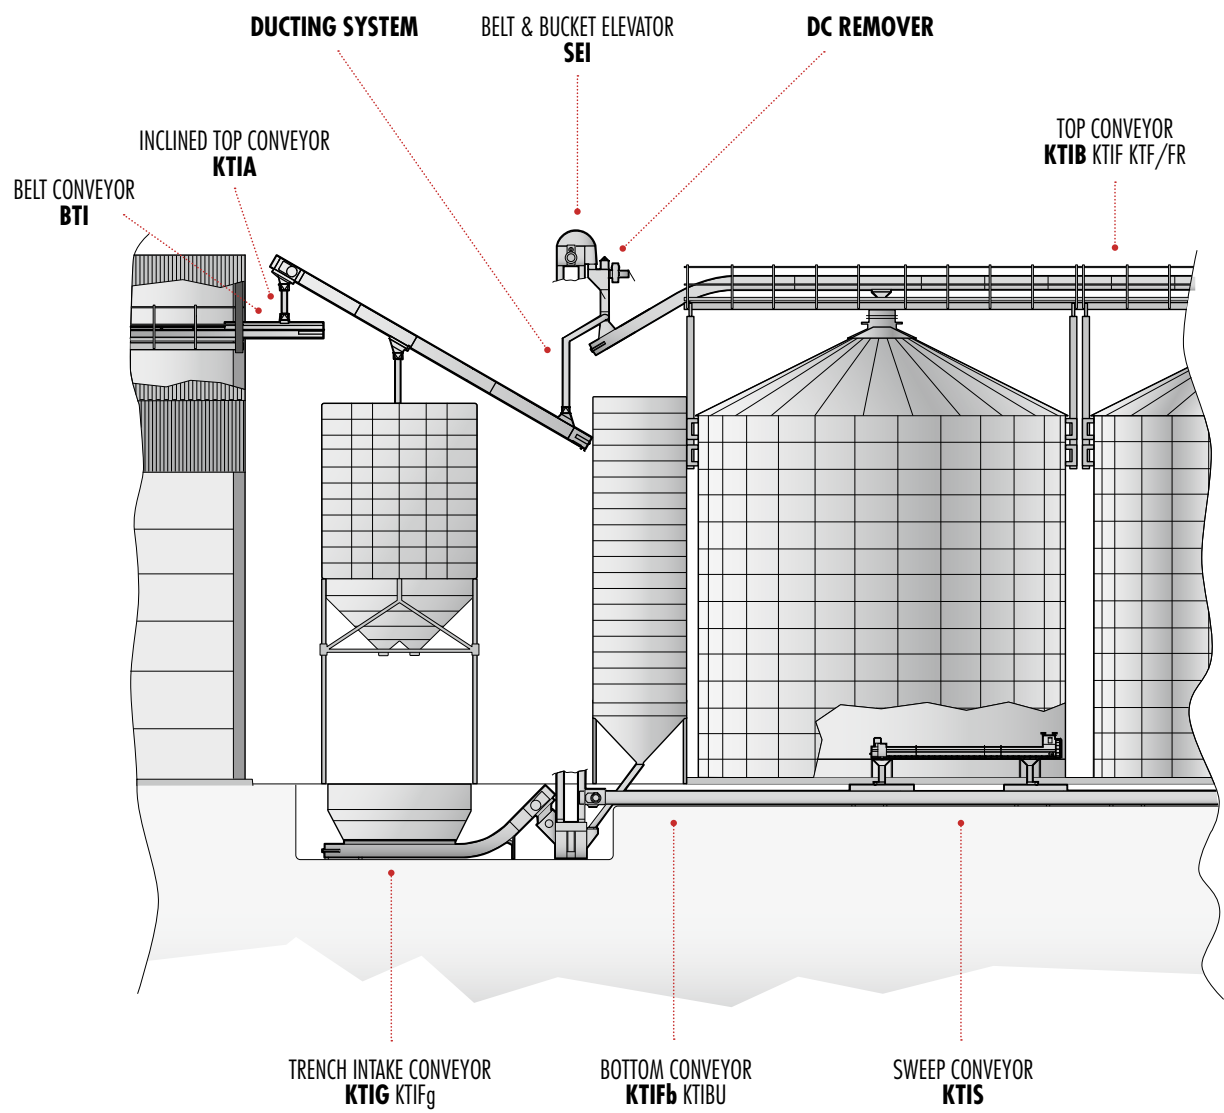 DUCTING SYSTEM
BELT & BUCKET ELEVATOR
SEI
DC REMOVER
INCLINED TOP CONVEYOR
KTIA
TOP CONVEYOR
KTIB KTIF KTF/FR
BELT CONVEYOR
BTI
TRENCH INTAKE CONVEYOR
KTIG KTIFg
BOTTOM CONVEYOR
KTIFb KTIBU
SWEEP CONVEYOR
KTIS